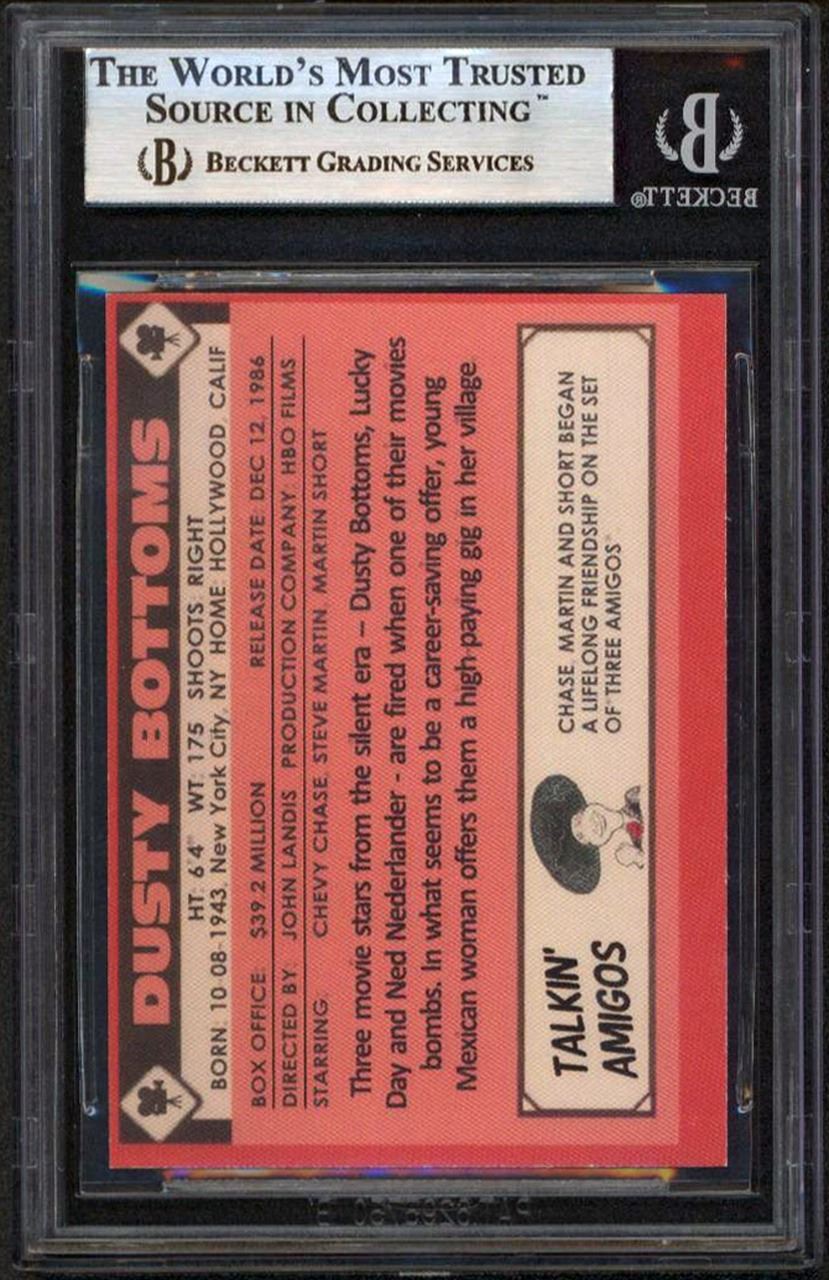 THE WORLD'S MOST TRUSTED
SOURCE IN COLLECTING™
B BECKETT GRADING SERVICES
B
BECKETT®
DUSTY BOTTOMS
HT: 6'4" WT: 175 SHOOTS: RIGHT
BORN: 10-08-1943, New York City, NY HOME: HOLLYWOOD, CALIF
BOX OFFICE $39.2 MILLION RELEASE DATE: DEC 12, 1986
DIRECTED BY: JOHN LANDIS PRODUCTION COMPANY: HBO FILMS
STARRING CHEVY CHASE, STEVE MARTIN, MARTIN SHORT
Three movie stars from the silent era – Dusty Bottoms, Lucky
Day and Ned Nederlander - are fired when one of their movies
bombs. In what seems to be a career-saving offer, young
Mexican woman offers them a high paying gig in her village
TALKIN'
AMIGOS
CHASE, MARTIN AND SHORT BEGAN
A LIFELONG FRIENDSHIP ON THE SET
OF "THREE AMIGOS"